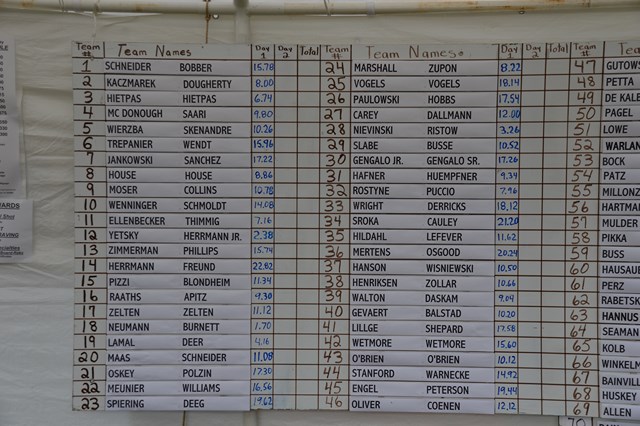 Team # Team Names Day 1 Day 2 Total Team # Team Names Day 1 Day 2 Total Team #
1 SCHNEIDER BOBBER 15.78 24 MARSHALL ZUPON 8.22 47 GUTOWS
2 KACZMAREK DOUGHERTY 8.00 25 VOGELS VOGELS 18.14 48 PETTA
3 HIETPAS HIETPAS 6.74 26 PAULOWSKI HOBBS 17.54 49 DE KALE
4 MC DONOUGH SAARI 9.80 27 CAREY DALLMANN 12.00 50 PAGEL
5 WIERZBA SKENANDRE 10.26 28 NIEVINSKI RISTOW 3.26 51 LOWE
6 TREPANIER WENDT 15.96 29 SLABE BUSSE 10.52 52 WARLAN
7 JANKOWSKI SANCHEZ 17.22 30 GENGALO JR. GENGALO SR. 17.26 53 BOCK
8 HOUSE HOUSE 8.86 31 HAFNER HUEMPFNER 9.34 54 PATZ
9 MOSER COLLINS 10.78 32 ROSTYNE PUCCIO 7.96 55 MILLONZ
10 WENNINGER SCHMOLDT 14.08 33 WRIGHT DERRICKS 18.12 56 HARTMA
11 ELLENBECKER THIMMIG 7.16 34 SROKA CAULEY 21.20 57 MULDER
12 YETSKY HERRMANN JR. 2.38 35 HILDAHL LEFEVER 11.62 58 PIKKA
13 ZIMMERMAN PHILLIPS 15.74 36 MERTENS OSGOOD 20.24 59 BUSS
14 HERRMANN FREUND 22.82 37 HANSON WISNIEWSKI 10.50 60 HAUSAU
15 PIZZI BLONDHEIM 11.34 38 HENRIKSEN ZOLLAR 10.66 61 PERZ
16 RAATHS APITZ 9.30 39 WALTON DASKAM 9.04 62 RABETSK
17 ZELTEN ZELTEN 11.12 40 GEVAERT BALSTAD 10.20 63 HANNUS
18 NEUMANN BURNETT 1.70 41 LILLGE SHEPARD 17.58 64 SEAMAN
19 LAMAL DEER 4.16 42 WETMORE WETMORE 15.60 65 KOLB
20 MAAS SCHNEIDER 11.08 43 O'BRIEN O'BRIEN 10.12 66 WINKELM
21 OSKEY POLZIN 17.30 44 STANFORD WARNECKE 14.92 67 BAINVILL
22 MEUNIER WILLIAMS 16.56 45 ENGEL PETERSON 19.44 68 HUSKEY
23 SPIERING DEEG 19.62 46 OLIVER COENEN 12.12 69 ALLEN
70